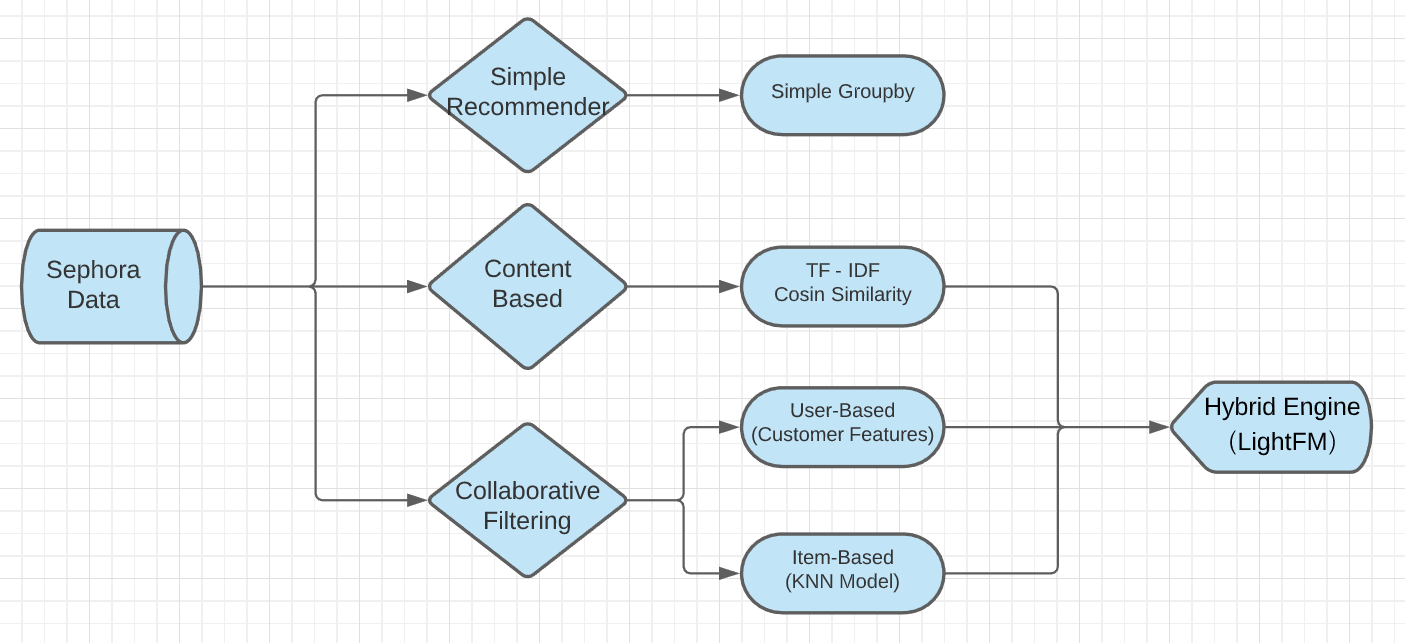 Simple
Recommender
Simple Groupby
Sephora
Data
Content
Based
TF - IDF
Cosin Similarity
User-Based
(Customer Features)
Hybrid Engine
（LightFM）
Collaborative
Filtering
Item-Based
(KNN Model)